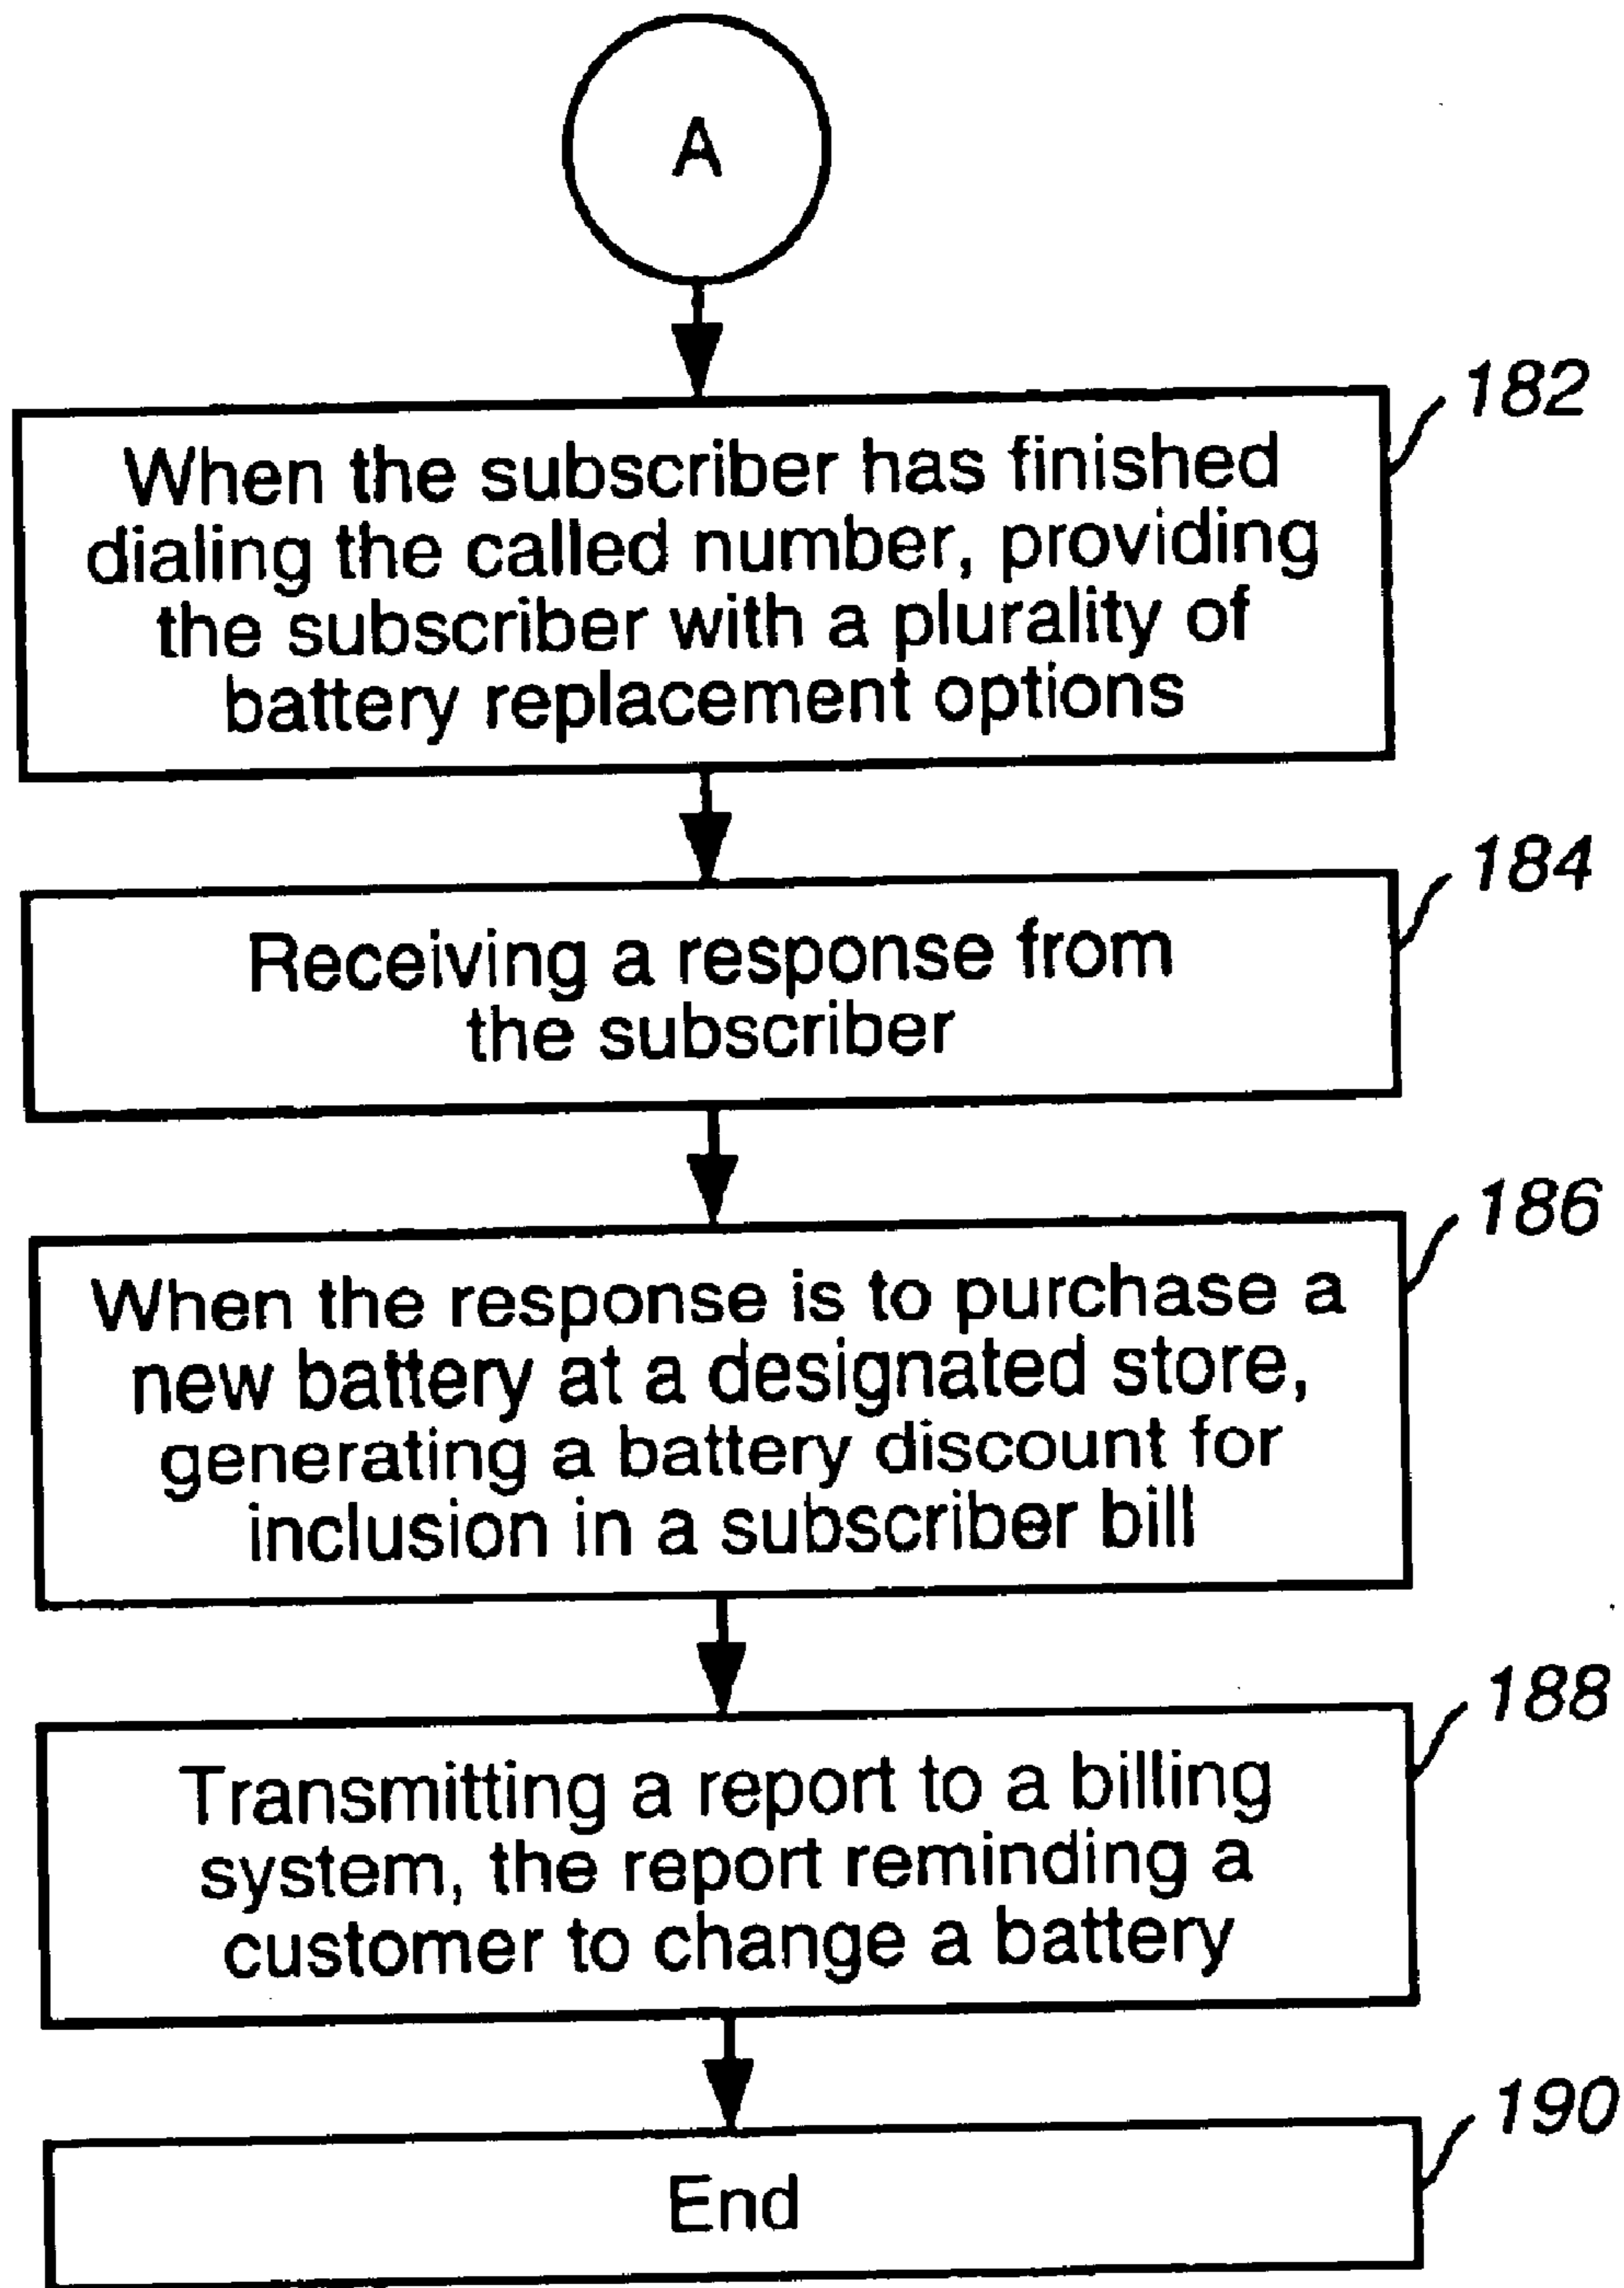 A
182
When the subscriber has finished
dialing the called number, providing
the subscriber with a plurality of
battery replacement options
184
Receiving a response from
the subscriber
186
When the response is to purchase a
new battery at a designated store,
generating a battery discount for
inclusion in a subscriber bill
188
Transmitting a report to a billing
system, the report reminding a
customer to change a battery
190
End